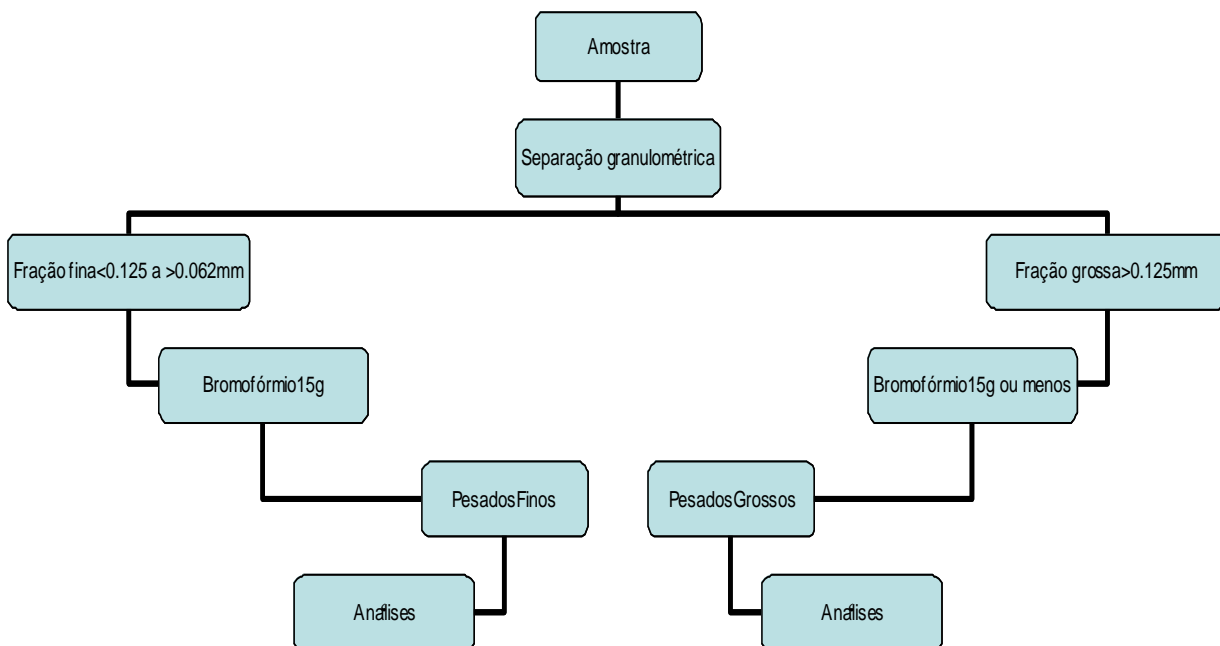 Amostra
Separação granulométrica
Fração fina<0.125 a >0.062mm
Fração grossa>0.125mm
Bromofórmio15g
Bromofórmio15g ou menos
PesadosFinos
PesadosGrossos
Análises
Análises